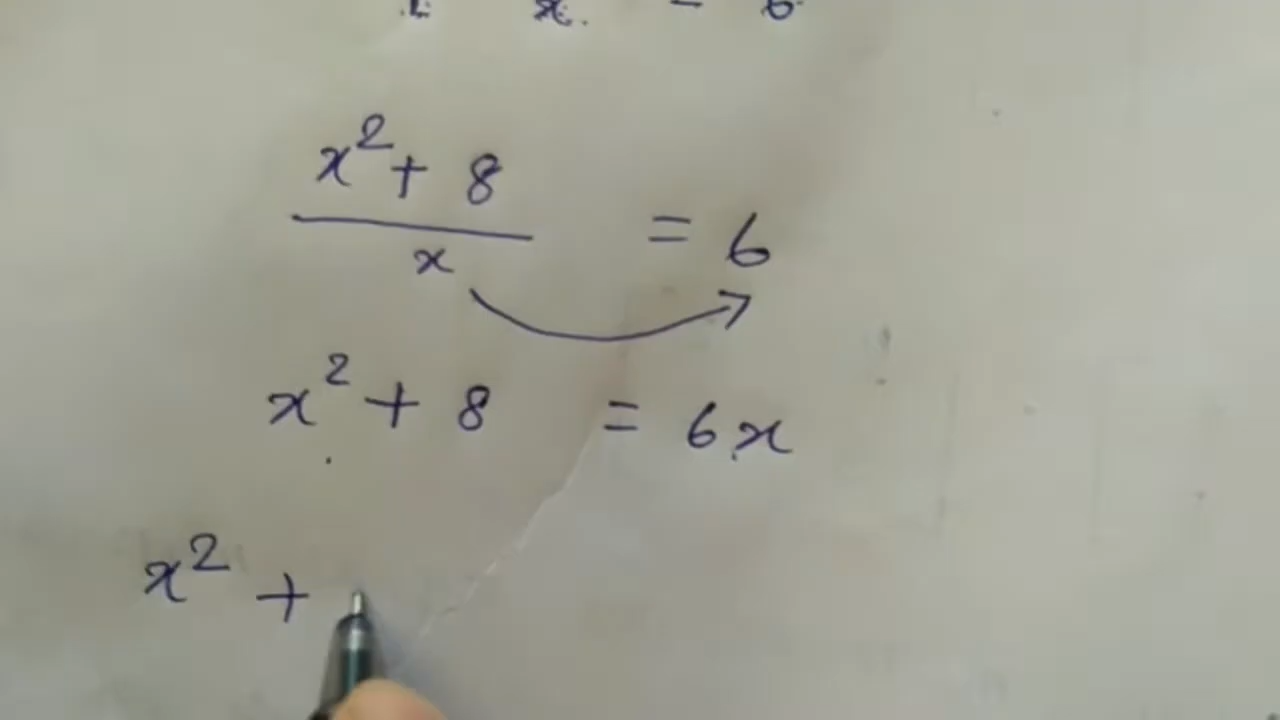 x² + 8
x
= 6
x² + 8 = 6x
x² +